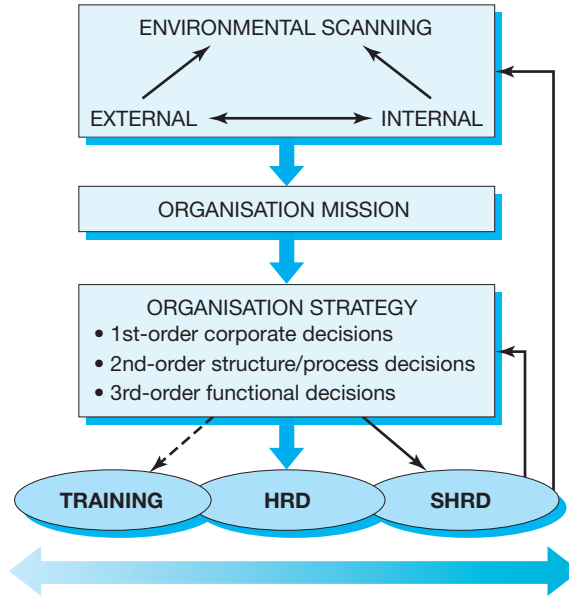 ENVIRONMENTAL SCANNING
EXTERNAL INTERNAL
ORGANISATION MISSION
ORGANISATION STRATEGY
• 1st-order corporate decisions
• 2nd-order structure/process decisions
• 3rd-order functional decisions
TRAINING HRD SHRD